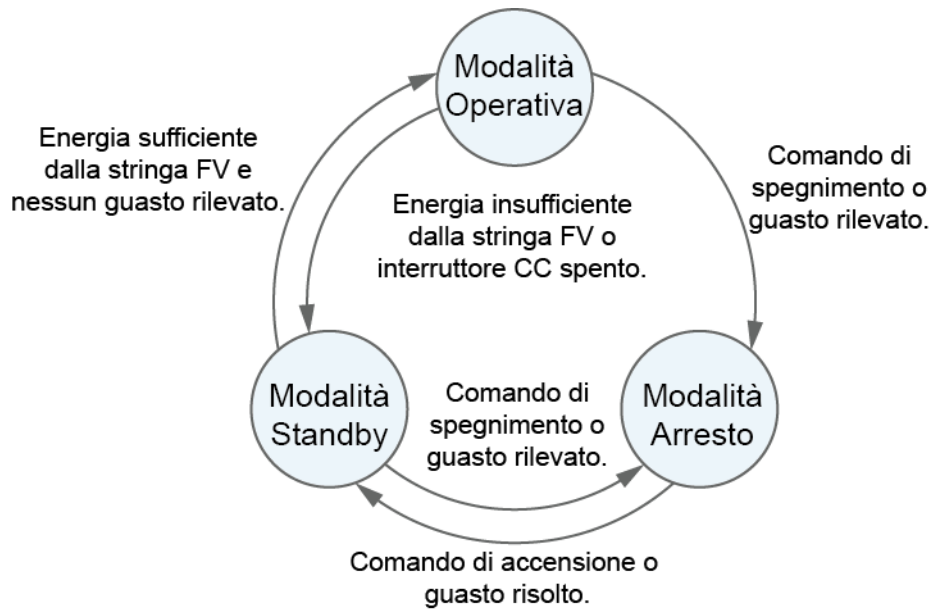 Modalità
Operativa
Energia sufficiente
dalla stringa FV e
nessun guasto rilevato.
Comando di
spegnimento o
guasto rilevato.
Energia insufficiente
dalla stringa FV o
interruttore CC spento.
Modalità
Standby
Comando di
spegnimento o
guasto rilevato.
Modalità
Arresto
Comando di accensione o
guasto risolto.